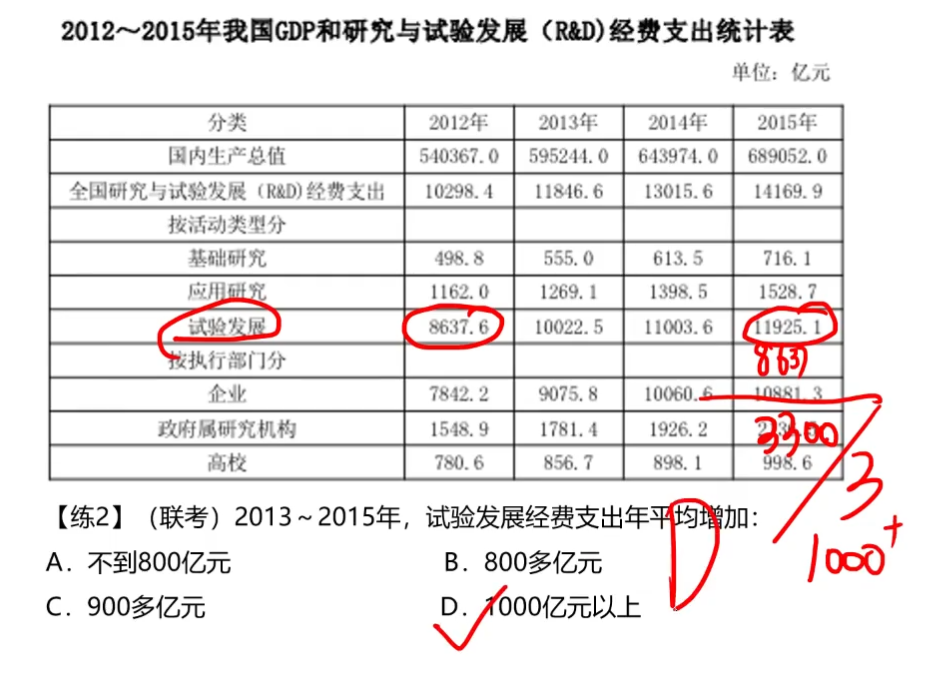 2012～2015年我国GDP和研究与试验发展（R&D)经费支出统计表
单位：亿元
分类 2012年 2013年 2014年 2015年
国内生产总值 540367.0 595244.0 643974.0 689052.0
全国研究与试验发展（R&D)经费支出 10298.4 11846.6 13015.6 14169.9
按活动类型分
基础研究 498.8 555.0 613.5 716.1
应用研究 1162.0 1269.1 1398.5 1528.7
试验发展 8637.6 10022.5 11003.6 11925.1
按执行部门分
8637
企业 7842.2 9075.8 10060.6 10881.3
政府属研究机构 1548.9 1781.4 1926.2
3300
高校 780.6 856.7 898.1 998.6
3
【练2】（联考）2013～2015年，试验发展经费支出年平均增加：
1000+
D
A．不到800亿元 B．800多亿元
C．900多亿元 D．1000亿元以上